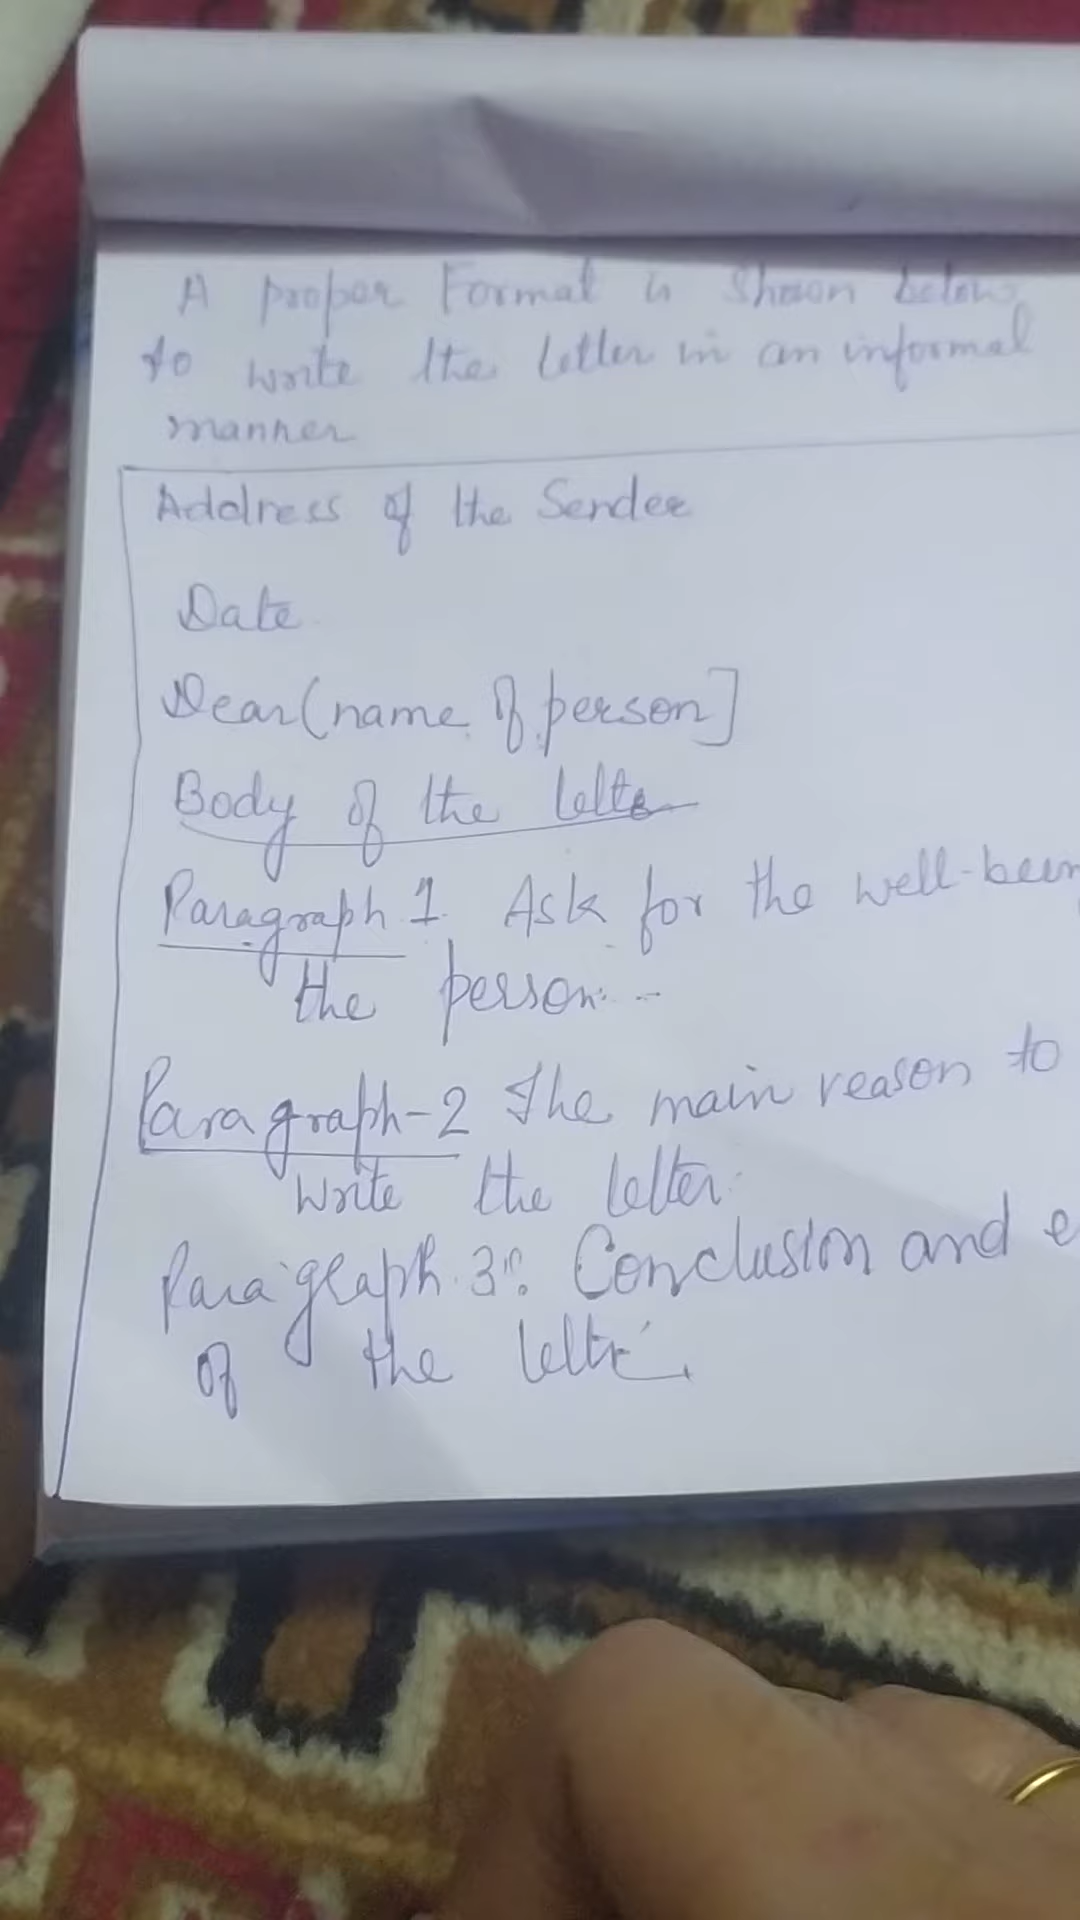 A proper Format is Shown below
to write the letter in an informal
manner
Address of the Sender
Date
Dear (name of person]
Body of the letter
Paragraph 1 Ask for the well-been
the person...
Paragraph-2 The main reason to
write the letter.
Paragraph 3: Conclusion and e
of the letter.